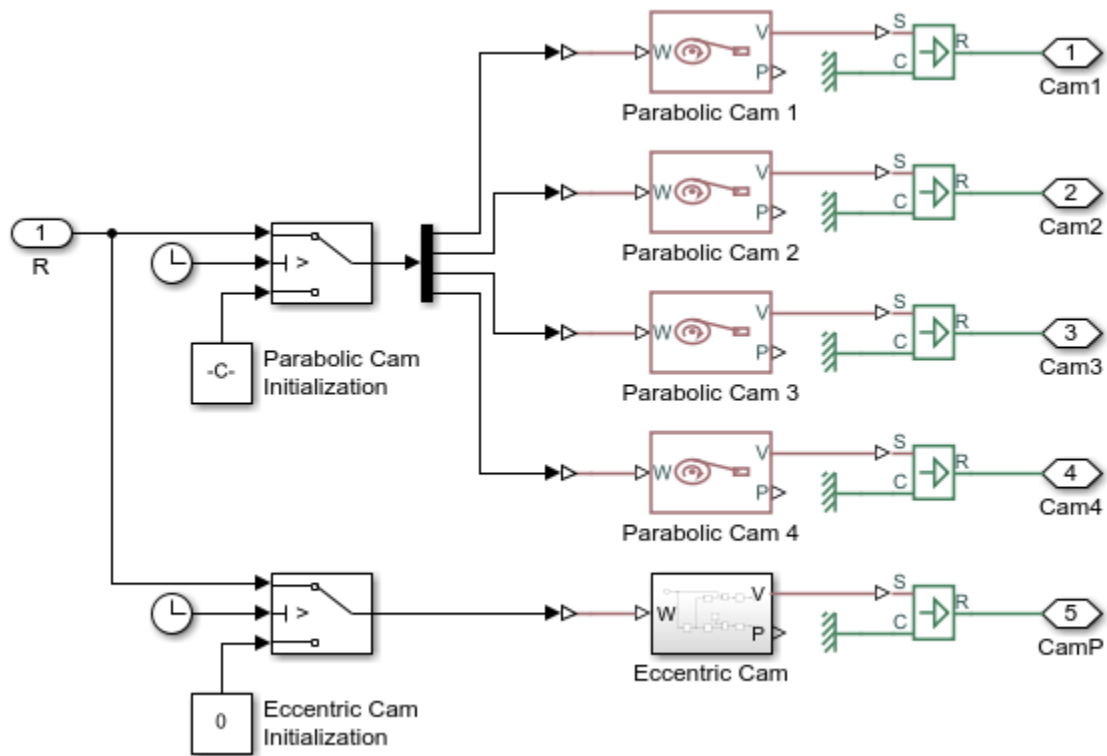 V
S
W
R
1
P
C
Cam1
Parabolic Cam 1
V
S
W
R
2
P
C
Cam2
Parabolic Cam 2
1
R
>
-C-
Parabolic Cam
Initialization
V
S
W
R
3
P
C
Cam3
Parabolic Cam 3
V
S
W
R
4
P
C
Cam4
Parabolic Cam 4
>
0
Eccentric Cam
Initialization
V
S
W
R
5
P
C
CamP
Eccentric Cam